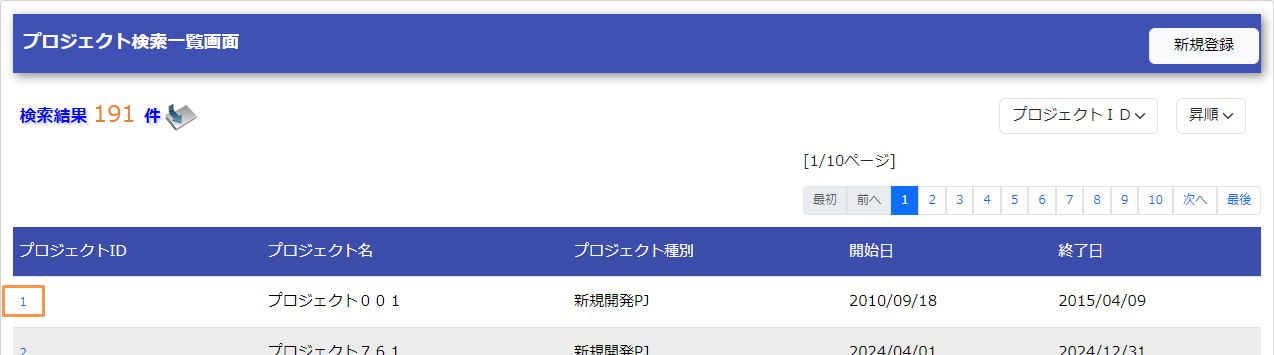 プロジェクト検索一覧画面
新規登録
検索結果 191 件
プロジェクトＩＤ 昇順
[1/10ページ]
最初 前へ 1 2 3 4 5 6 7 8 9 10 次へ 最後
プロジェクトID プロジェクト名 プロジェクト種別 開始日 終了日
1 プロジェクト００１ 新規開発PJ 2010/09/18 2015/04/09
2 プロジェクト７６１ 新規開発PJ 2024/04/01 2024/12/31